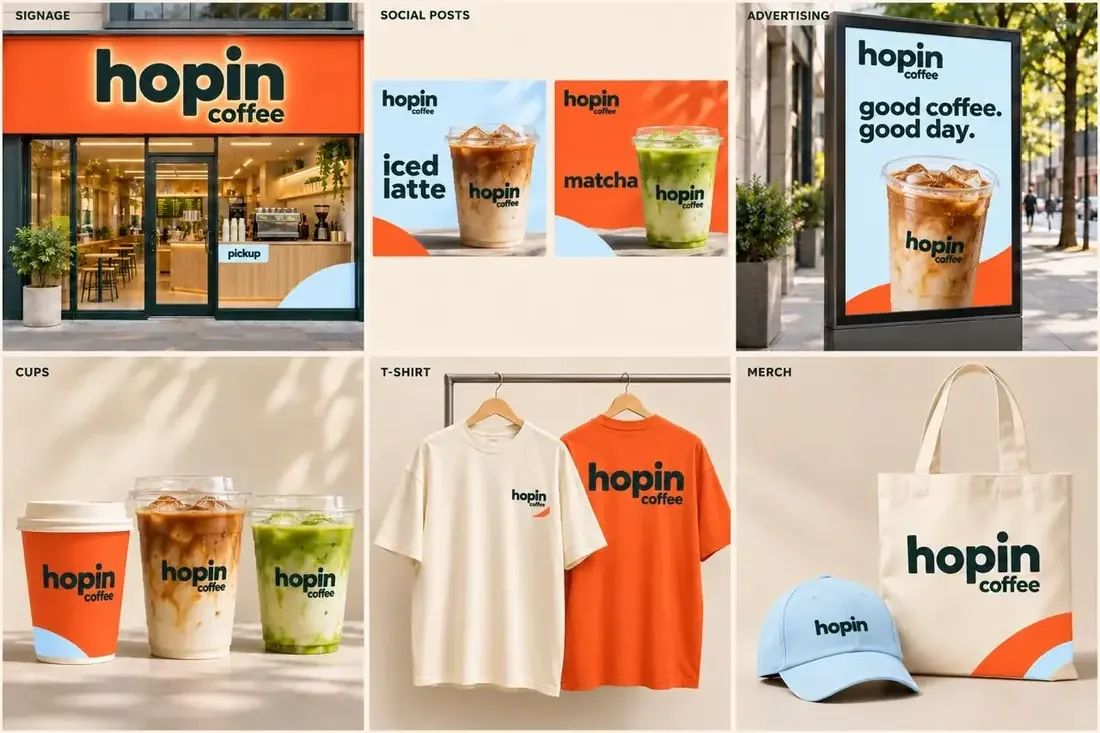 SIGNAGE
hopin
coffee
pickup
SOCIAL POSTS
hopin
coffee
iced
latte
hopin
coffee
hopin
coffee
matcha
hopin
coffee
ADVERTISING
hopin
coffee
good coffee.
good day.
hopin
coffee
CUPS
hopin
coffee
hopin
coffee
hopin
coffee
T-SHIRT
hopin
coffee
hopin
coffee
MERCH
hopin
hopin
coffee